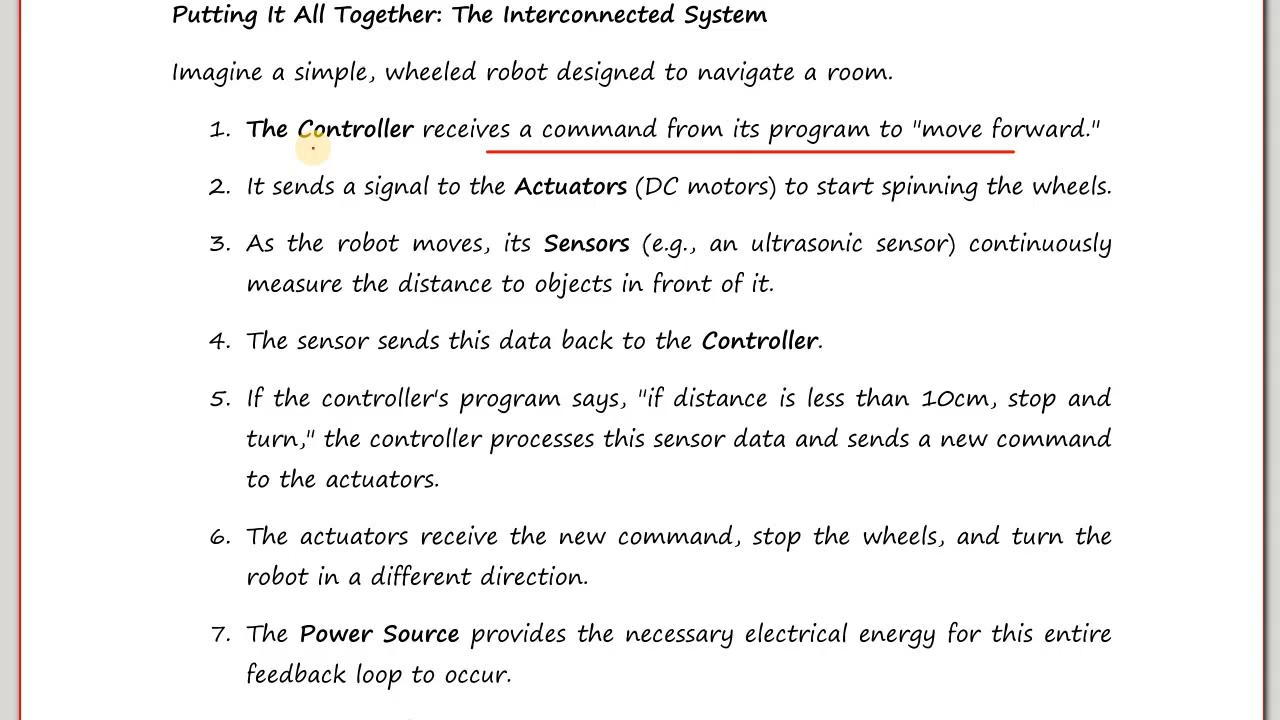 Putting It All Together: The Interconnected System
Imagine a simple, wheeled robot designed to navigate a room.
1. The Controller receives a command from its program to "move forward."
2. It sends a signal to the Actuators (DC motors) to start spinning the wheels.
3. As the robot moves, its Sensors (e.g., an ultrasonic sensor) continuously
measure the distance to objects in front of it.
4. The sensor sends this data back to the Controller.
5. If the controller's program says, "if distance is less than 10cm, stop and
turn," the controller processes this sensor data and sends a new command
to the actuators.
6. The actuators receive the new command, stop the wheels, and turn the
robot in a different direction.
7. The Power Source provides the necessary electrical energy for this entire
feedback loop to occur.